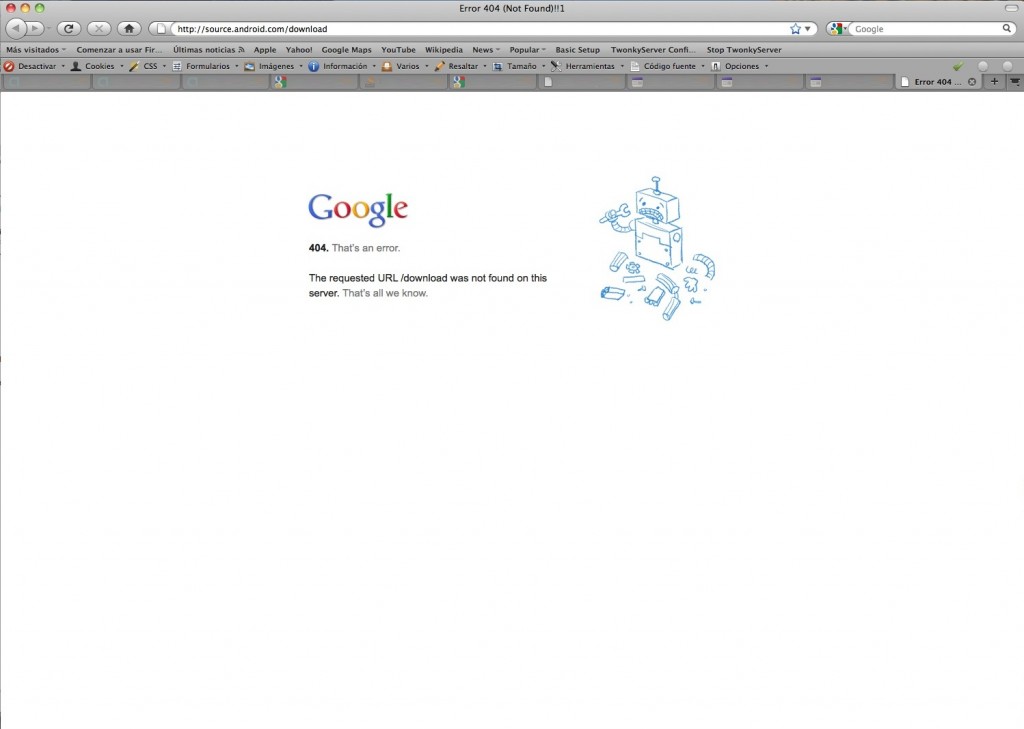 Error 404 (Not Found)!!1
http://source.android.com/download
Google
Más visitados Comenzar a usar Fir... Últimas noticias Apple Yahoo! Google Maps YouTube Wikipedia News Popular Basic Setup TwonkyServer Confi... Stop TwonkyServer
Desactivar Cookies CSS Formularios Imágenes Información Varios Resaltar Tamaño Herramientas Código fuente Opciones
Error 404 ...
Google
404. That's an error.
The requested URL /download was not found on this
server. That's all we know.